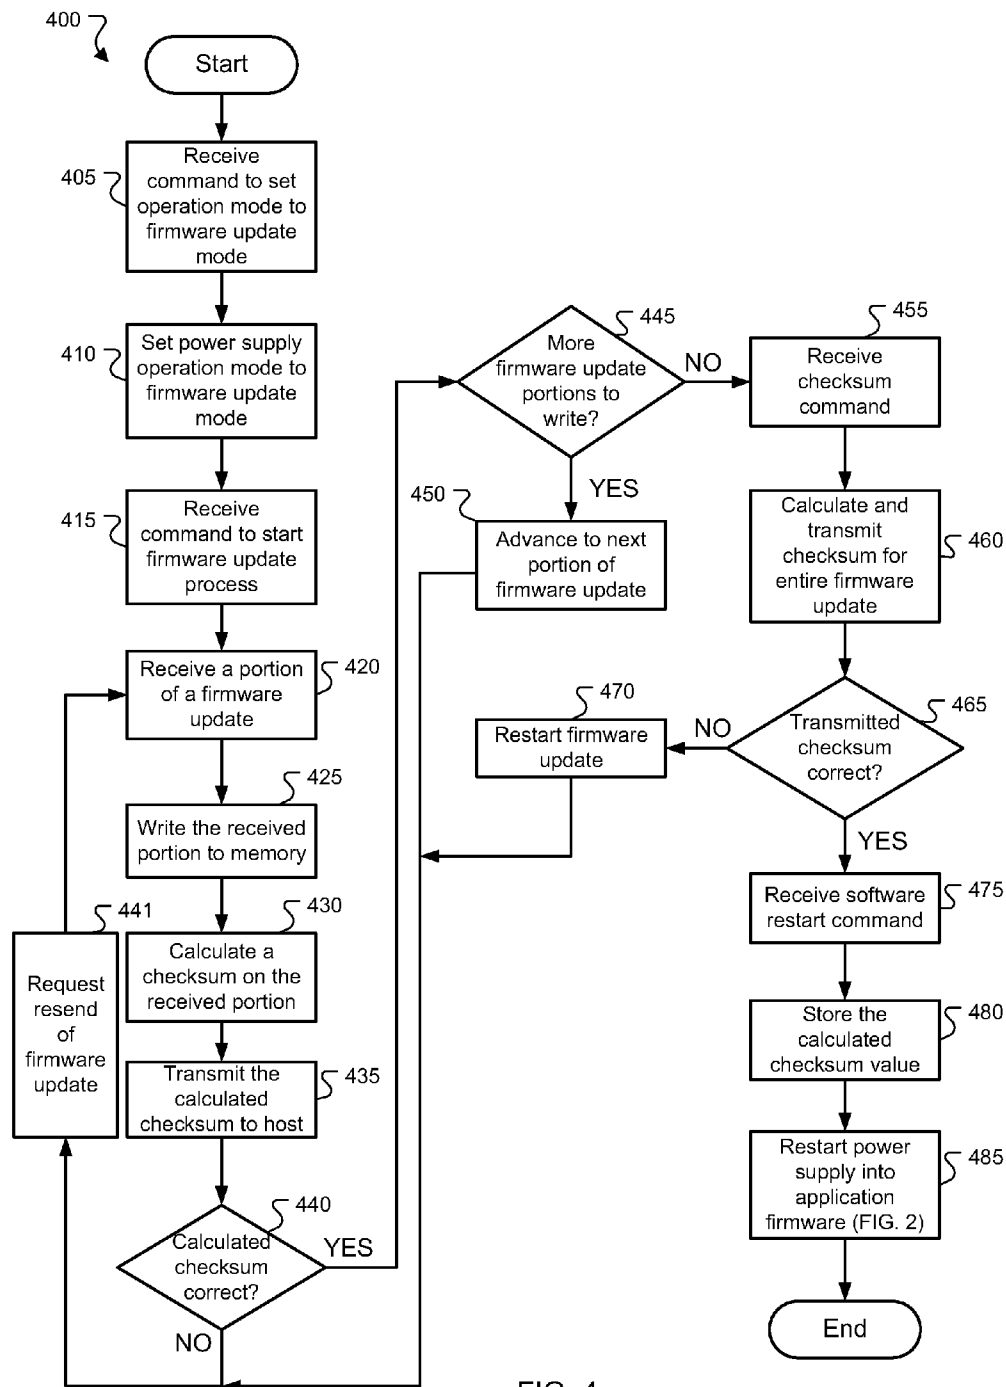 400
Start
405
Receive
command to set
operation mode to
firmware update
mode
410
Set power supply
operation mode to
firmware update
mode
415
Receive
command to start
firmware update
process
420
Receive a portion
of a firmware
update
425
Write the received
portion to memory
430
Calculate a
checksum on the
received portion
441
Request
resend
of
firmware
update
435
Transmit the
calculated
checksum to host
440
Calculated
checksum
correct?
YES
NO
445
More
firmware update
portions to
write?
NO
YES
450
Advance to next
portion of
firmware update
455
Receive
checksum
command
460
Calculate and
transmit
checksum for
entire firmware
update
465
Transmitted
checksum
correct?
NO
YES
470
Restart firmware
update
475
Receive software
restart command
480
Store the
calculated
checksum value
485
Restart power
supply into
application
firmware (FIG. 2)
End
FIG. 4